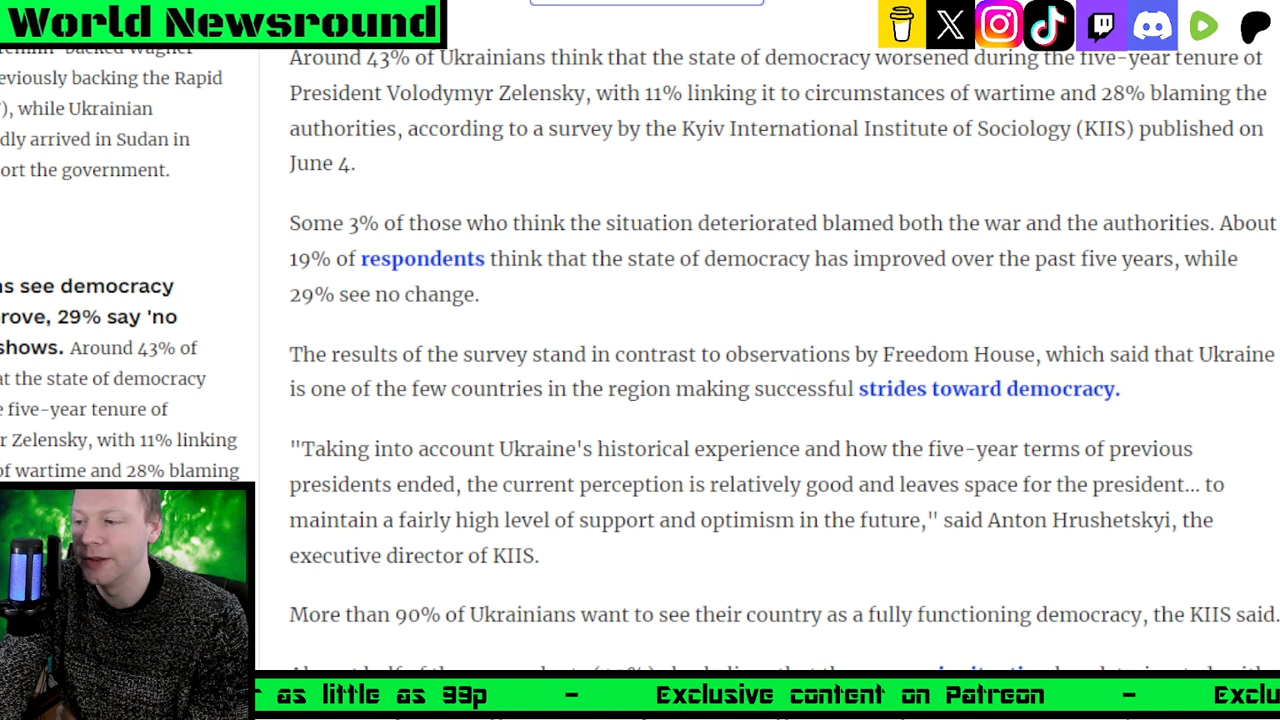 World Newsround
eviously backing the Rapid
), while Ukrainian
dly arrived in Sudan in
ort the government.
ns see democracy
rove, 29% say 'no
shows. Around 43% of
at the state of democracy
e five-year tenure of
r Zelensky, with 11% linking
of wartime and 28% blaming
Around 43% of Ukrainians think that the state of democracy worsened during the five-year tenure of
President Volodymyr Zelensky, with 11% linking it to circumstances of wartime and 28% blaming the
authorities, according to a survey by the Kyiv International Institute of Sociology (KIIS) published on
June 4.
Some 3% of those who think the situation deteriorated blamed both the war and the authorities. About
19% of respondents think that the state of democracy has improved over the past five years, while
29% see no change.
The results of the survey stand in contrast to observations by Freedom House, which said that Ukraine
is one of the few countries in the region making successful strides toward democracy.
"Taking into account Ukraine's historical experience and how the five-year terms of previous
presidents ended, the current perception is relatively good and leaves space for the president... to
maintain a fairly high level of support and optimism in the future," said Anton Hrushetskyi, the
executive director of KIIS.
More than 90% of Ukrainians want to see their country as a fully functioning democracy, the KIIS said.
r as little as 99p - Exclusive content on Patreon - Exclu